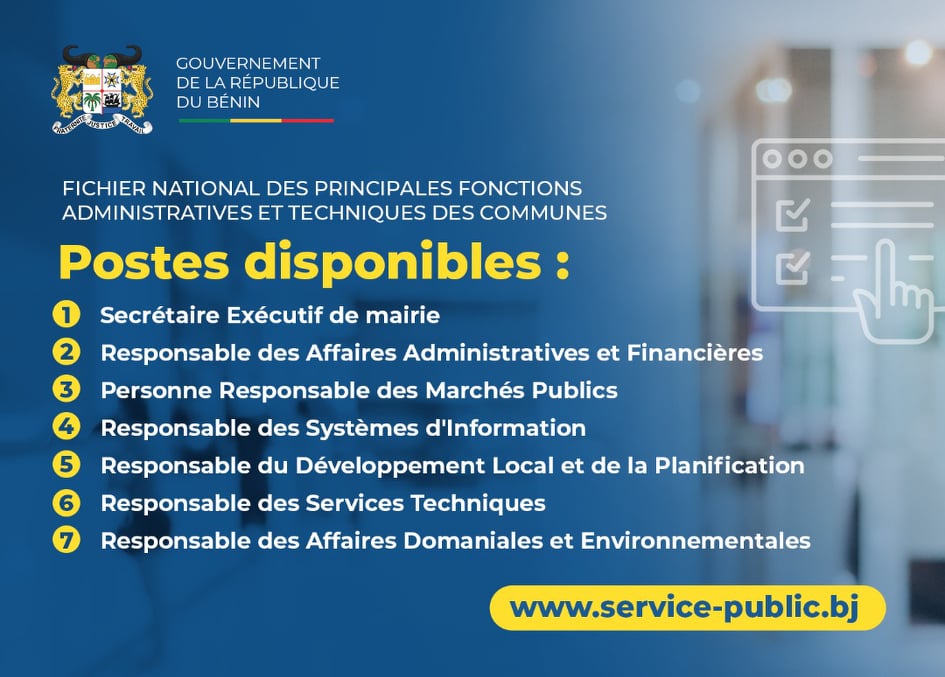 FRATERNITÉ JUSTICE TRAVAIL
GOUVERNEMENT
DE LA RÉPUBLIQUE
DU BÉNIN
FICHIER NATIONAL DES PRINCIPALES FONCTIONS
ADMINISTRATIVES ET TECHNIQUES DES COMMUNES
Postes disponibles :
1 Secrétaire Exécutif de mairie
2 Responsable des Affaires Administratives et Financières
3 Personne Responsable des Marchés Publics
4 Responsable des Systèmes d'Information
5 Responsable du Développement Local et de la Planification
6 Responsable des Services Techniques
7 Responsable des Affaires Domaniales et Environnementales
www.service-public.bj